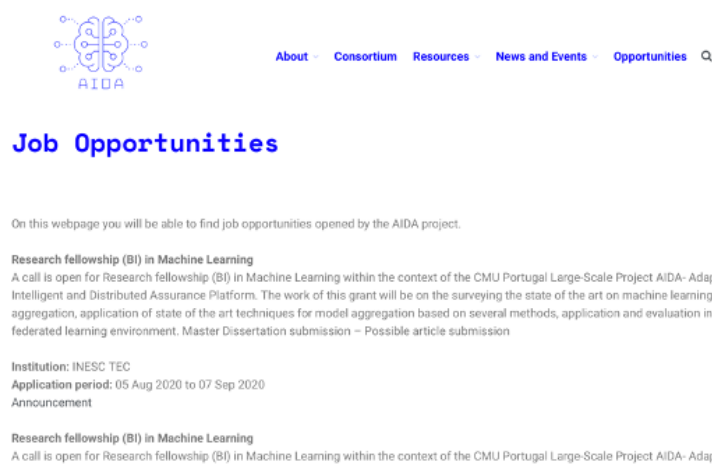 AIDA
About Consortium Resources News and Events Opportunities
Job Opportunities
On this webpage you will be able to find job opportunities opened by the AIDA project.
Research fellowship (BI) in Machine Learning
A call is open for Research fellowship (BI) in Machine Learning within the context of the CMU Portugal Large-Scale Project AIDA- Adap
Intelligent and Distributed Assurance Platform. The work of this grant will be on the surveying the state of the art on machine learning
aggregation, application of state of the art techniques for model aggregation based on several methods, application and evaluation in
federated learning environment. Master Dissertation submission – Possible article submission
Institution: INESC TEC
Application period: 05 Aug 2020 to 07 Sep 2020
Announcement
Research fellowship (BI) in Machine Learning
A call is open for Research fellowship (BI) in Machine Learning within the context of the CMU Portugal Large-Scale Project AIDA- Adap